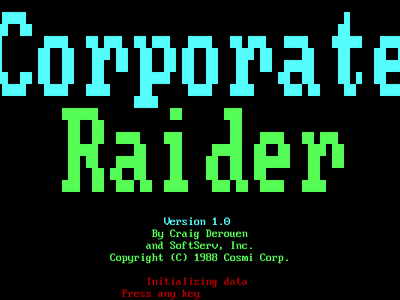 Corporate
Raider
Version 1.0
By Craig Derouen
and SoftServ, Inc.
Copyright (C) 1988 Cosmi Corp.
Initializing data
Press any key